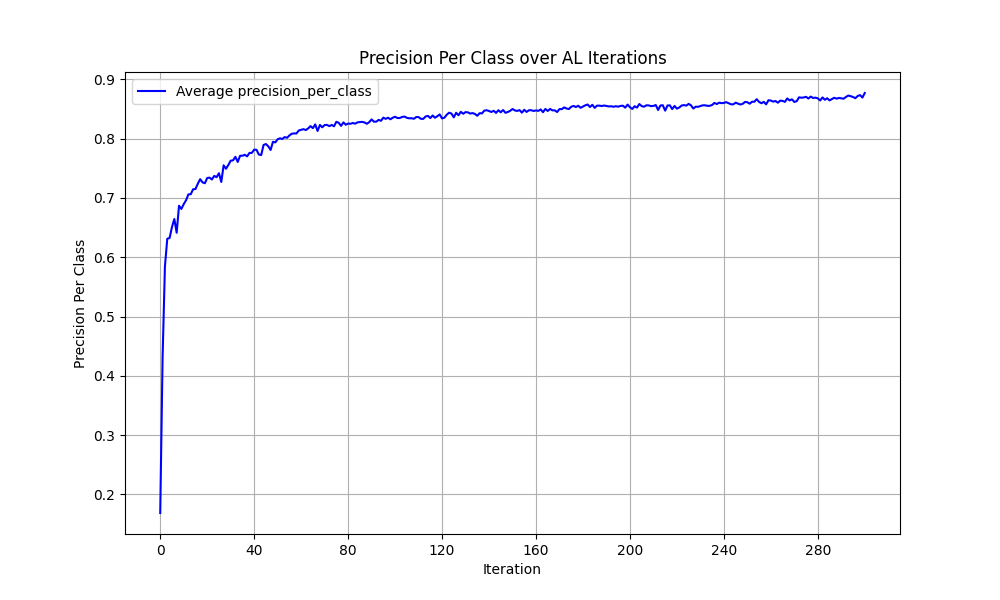 Precision Per Class over AL Iterations
Average precision_per_class
Precision Per Class
0.9
0.8
0.7
0.6
0.5
0.4
0.3
0.2
0 40 80 120 160 200 240 280
Iteration